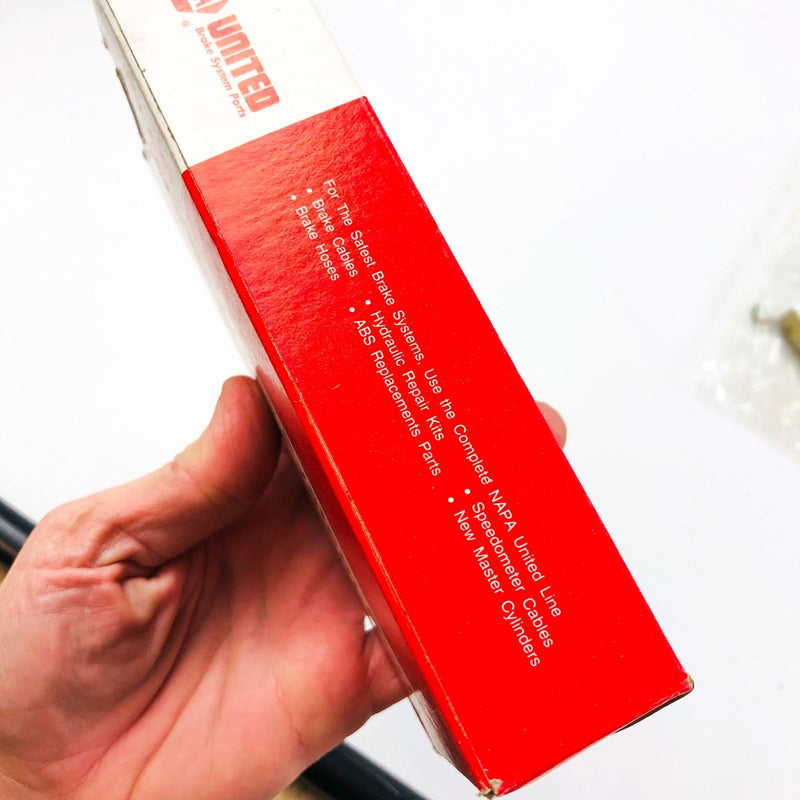 UNITED
®
Brake System Parts
For The Safest Brake Systems, Use the Complete NAPA United Line
• Brake Cables • Hydraulic Repair Kits • Speedometer Cables
• Brake Hoses • ABS Replacements Parts • New Master Cylinders